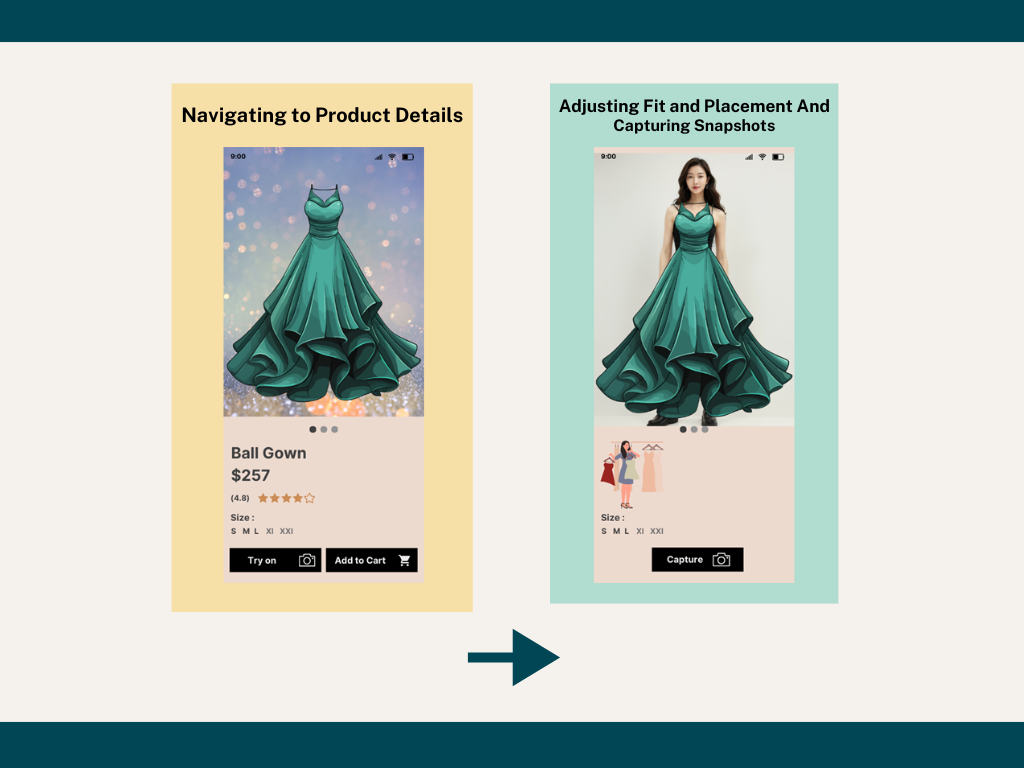 Navigating to Product Details
9:00
Ball Gown
$257
(4.8)
Size :
S M L Xl XXl
Try on
Add to Cart
Adjusting Fit and Placement And
Capturing Snapshots
9:00
Size :
S M L Xl XXl
Capture